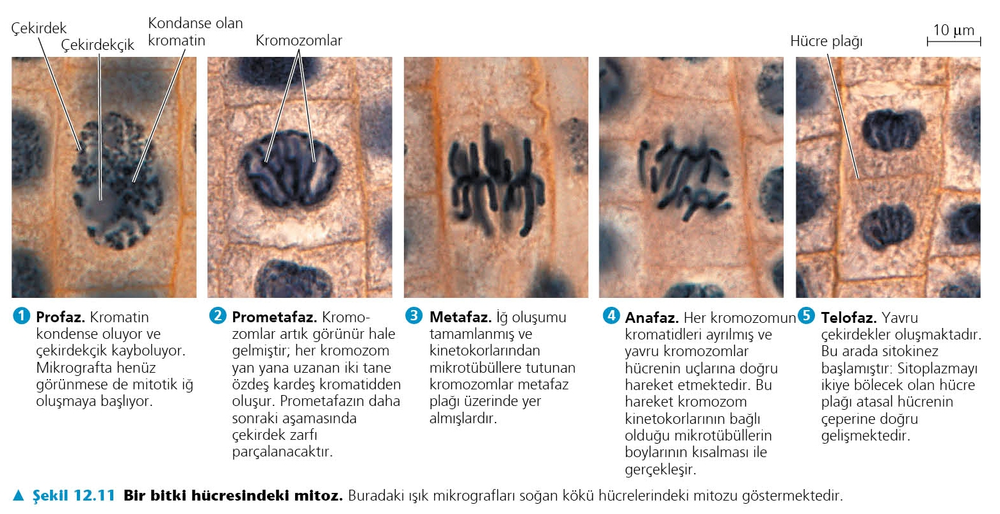 Çekirdek
Çekirdekçik
Kondanse olan
kromatin
Kromozomlar
Hücre plağı
10 µm
1 Profaz. Kromatin
kondense oluyor ve
çekirdekçik kayboluyor.
Mikrografta henüz
görünmese de mitotik iğ
oluşmaya başlıyor.
2 Prometafaz. Kromo-
zomlar artık görünür hale
gelmiştir; her kromozom
yan yana uzanan iki tane
özdeş kardeş kromatidden
oluşur. Prometafazın daha
sonraki aşamasında
çekirdek zarfı
parçalanacaktır.
3 Metafaz. İğ oluşumu
tamamlanmış ve
kinetokorlarından
mikrotübüllere tutunan
kromozomlar metafaz
plağı üzerinde yer
almışlardır.
4 Anafaz. Her kromozomun
kromatidleri ayrılmış ve
yavru kromozomlar
hücrenin uçlarına doğru
hareket etmektedir. Bu
hareket kromozom
kinetokorlarının bağlı
olduğu mikrotübüllerin
boylarının kısalması ile
gerçekleşir.
5 Telofaz. Yavru
çekirdekler oluşmaktadır.
Bu arada sitokinez
başlamıştır: Sitoplazmayı
ikiye bölecek olan hücre
plağı atasal hücrenin
çeperine doğru
gelişmektedir.
▲ Şekil 12.11 Bir bitki hücresindeki mitoz. Buradaki ışık mikrografları soğan kökü hücrelerindeki mitozu göstermektedir.